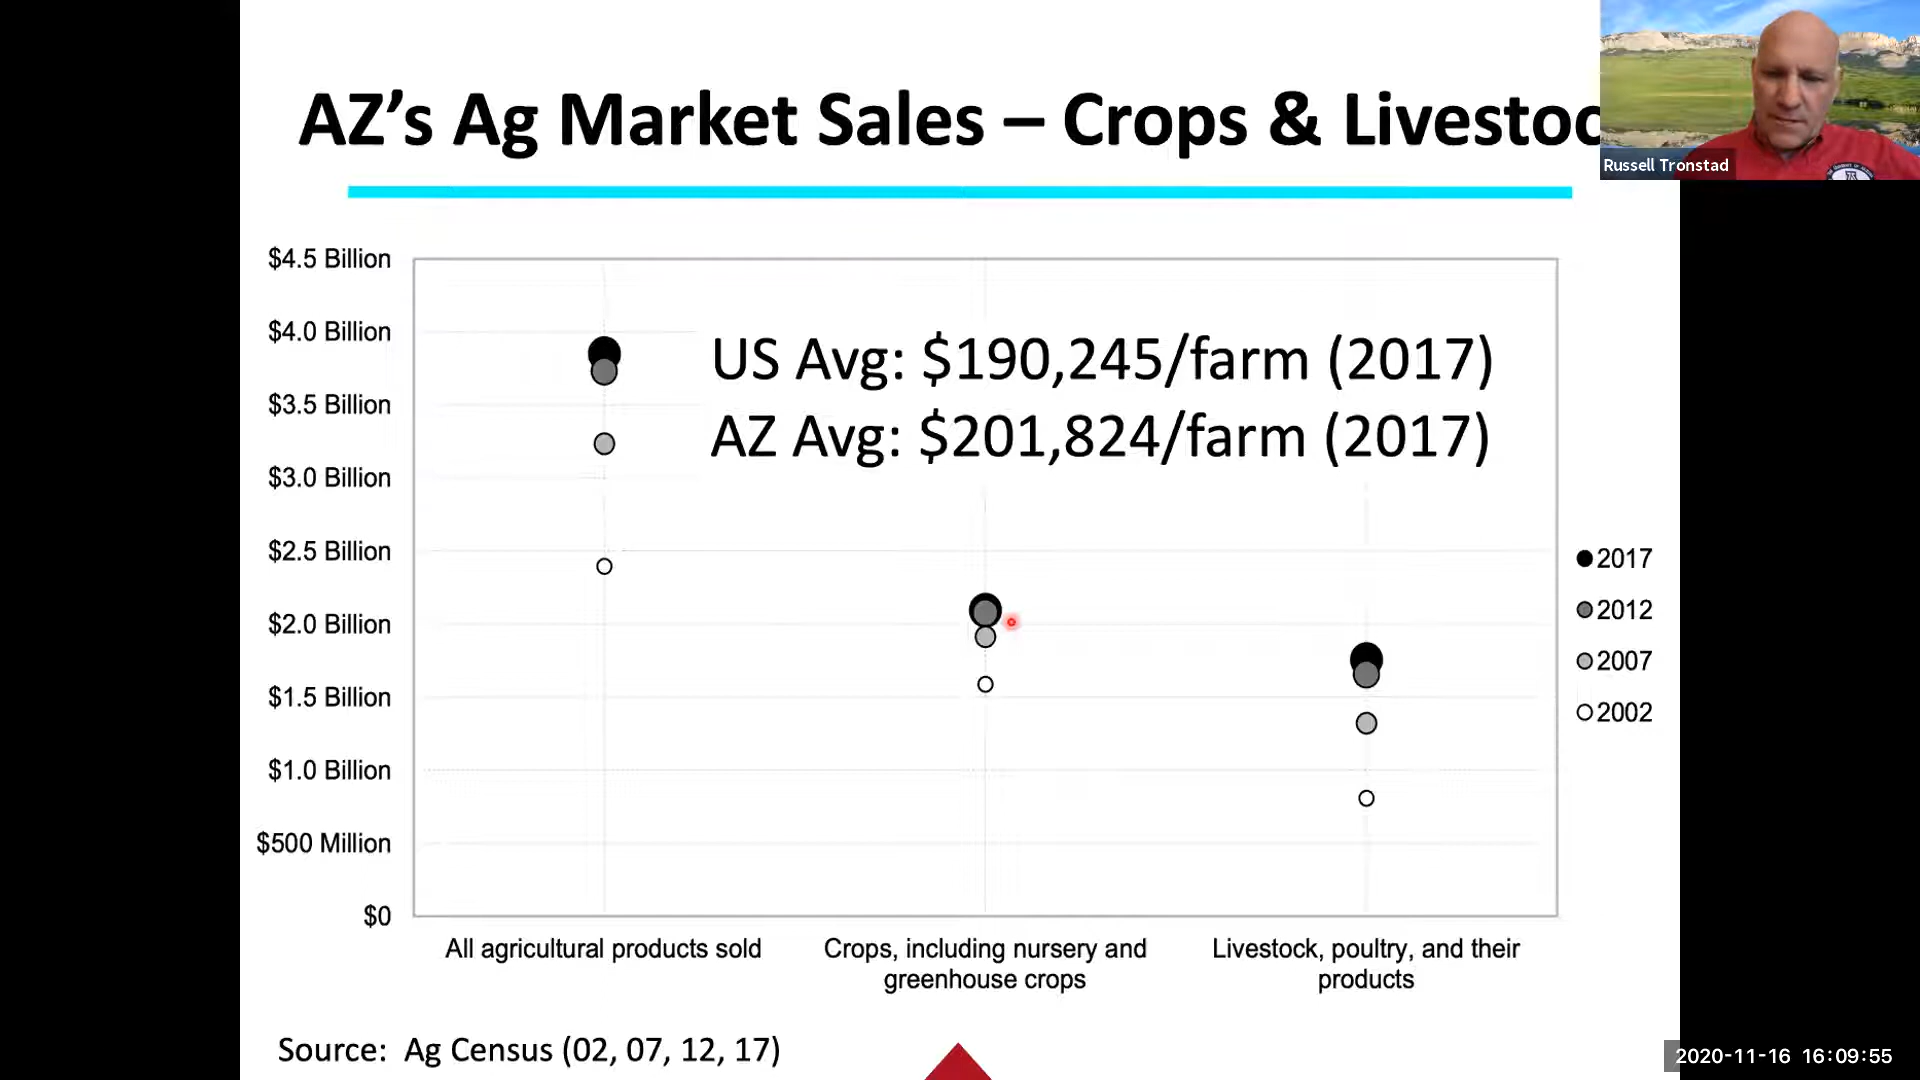 AZ’s Ag Market Sales – Crops & Livestoc
Russell Tronstad
$4.5 Billion
$4.0 Billion
$3.5 Billion
$3.0 Billion
$2.5 Billion
$2.0 Billion
$1.5 Billion
$1.0 Billion
$500 Million
$0
US Avg: $190,245/farm (2017)
AZ Avg: $201,824/farm (2017)
2017
2012
2007
2002
All agricultural products sold
Crops, including nursery and
greenhouse crops
Livestock, poultry, and their
products
Source: Ag Census (02, 07, 12, 17)
2020-11-16 16:09:55